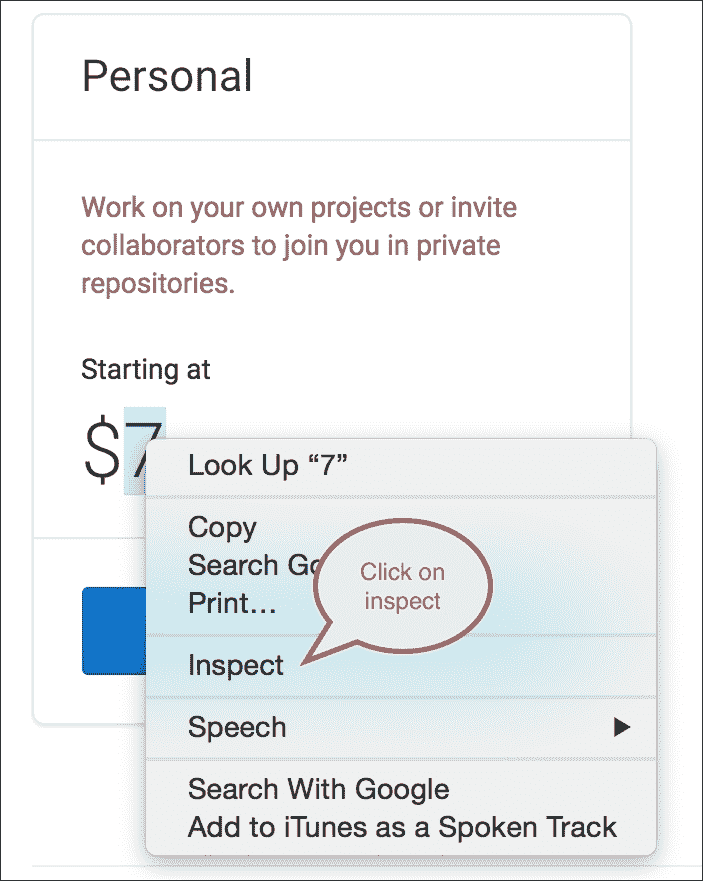 Personal
Work on your own projects or invite
collaborators to join you in private
repositories.
Starting at
$7
Look Up “7”
Copy
Search Go
Print…
Click on
inspect
Inspect
Speech
Search With Google
Add to iTunes as a Spoken Track